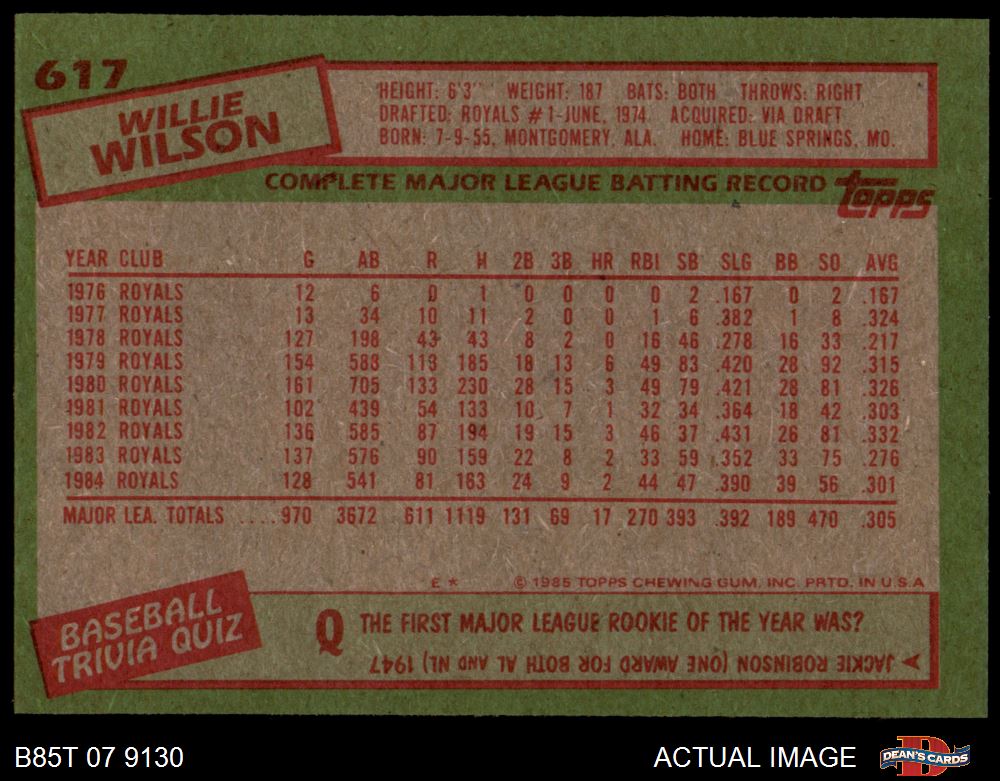 617
WILLIE
WILSON
HEIGHT: 6'3" WEIGHT: 187 BATS: BOTH THROWS: RIGHT
DRAFTED: ROYALS #1-JUNE, 1974 ACQUIRED: VIA DRAFT
BORN: 7-9-55, MONTGOMERY, ALA. HOME: BLUE SPRINGS, MO.
COMPLETE MAJOR LEAGUE BATTING RECORD topps
YEAR CLUB G AB R H 2B 3B HR RBI SB SLG BB SO AVG
1976 ROYALS 12 6 0 1 0 0 0 0 2 .167 0 2 .167
1977 ROYALS 13 34 10 11 2 0 0 1 6 .382 1 8 .324
1978 ROYALS 127 198 43 43 8 2 0 16 46 .278 16 33 .217
1979 ROYALS 154 588 113 185 18 13 6 49 83 .420 28 92 .315
1980 ROYALS 161 705 133 230 28 15 3 49 79 .421 28 81 .326
1981 ROYALS 102 439 54 133 10 7 1 32 34 .364 18 42 .303
1982 ROYALS 136 585 87 194 19 15 3 46 37 .431 26 81 .332
1983 ROYALS 137 576 90 159 22 8 2 33 59 .352 33 75 .276
1984 ROYALS 128 541 81 163 24 9 2 44 47 .390 39 56 .301
MAJOR LEA. TOTALS ....970 3672 611 1119 131 69 17 270 393 .392 189 470 .305
E * © 1985 TOPPS CHEWING GUM, INC. PRTD. IN U.S.A
BASEBALL
TRIVIA QUIZ
Q THE FIRST MAJOR LEAGUE ROOKIE OF THE YEAR WAS?
JACKIE ROBINSON (ONE AWARD FOR BOTH AL AND NL) 1947
B85T 07 9130
ACTUAL IMAGE
D
DEAN'S CARDS